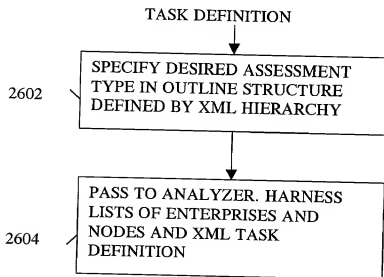 TASK DEFINITION
2602
SPECIFY DESIRED ASSESSMENT
TYPE IN OUTLINE STRUCTURE
DEFINED BY XML HIERARCHY
2604
PASS TO ANALYZER. HARNESS
LISTS OF ENTERPRISES AND
NODES AND XML TASK
DEFINITION